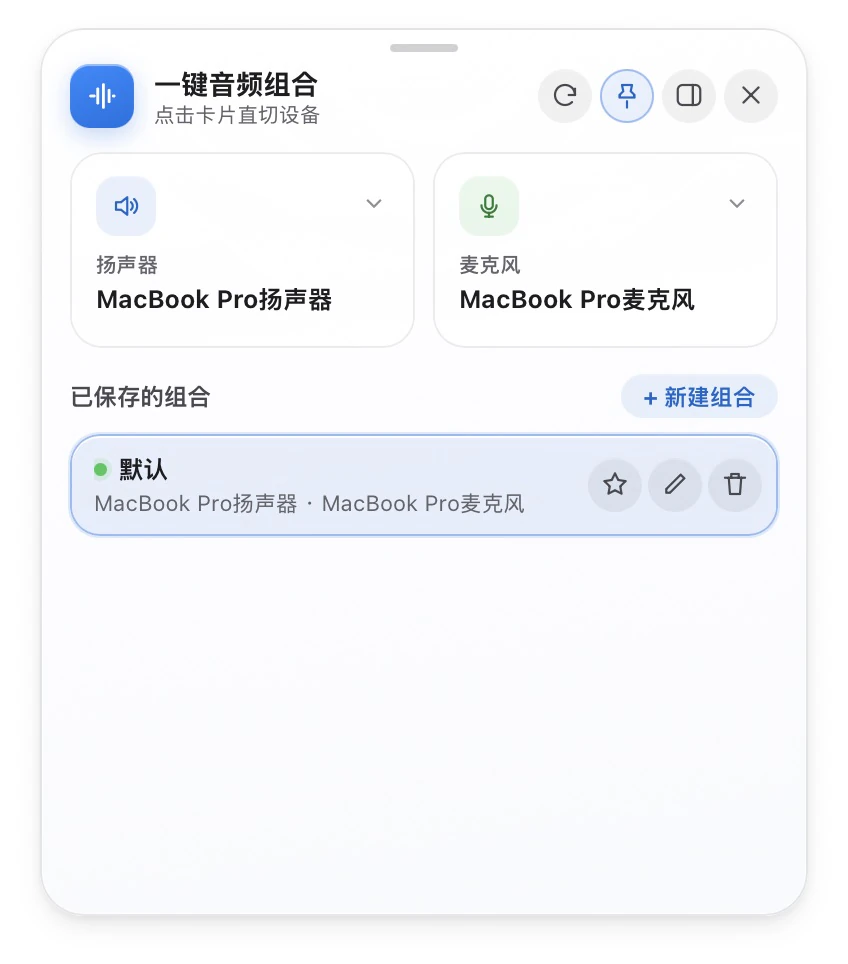 一键音频组合
点击卡片直切设备
扬声器
MacBook Pro扬声器
麦克风
MacBook Pro麦克风
已保存的组合
+ 新建组合
默认
MacBook Pro扬声器 · MacBook Pro麦克风